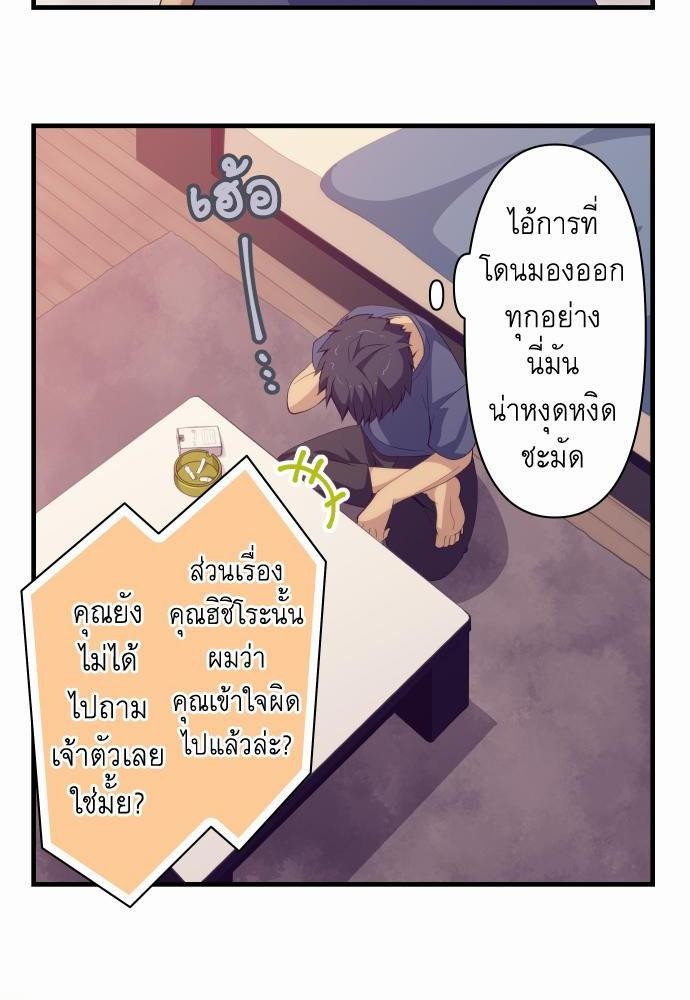 เฮ้อ
ไอ้การที่
โดนมองออก
ทุกอย่าง
นี่มัน
น่าหงุดหงิด
ชะมัด
ส่วนเรื่อง
คุณฮิชิโระนั้น
ผมว่า
คุณเข้าใจผิด
ไปแล้วล่ะ?
คุณยัง
ไม่ได้
ไปถาม
เจ้าตัวเลย
ใช่มั้ย?